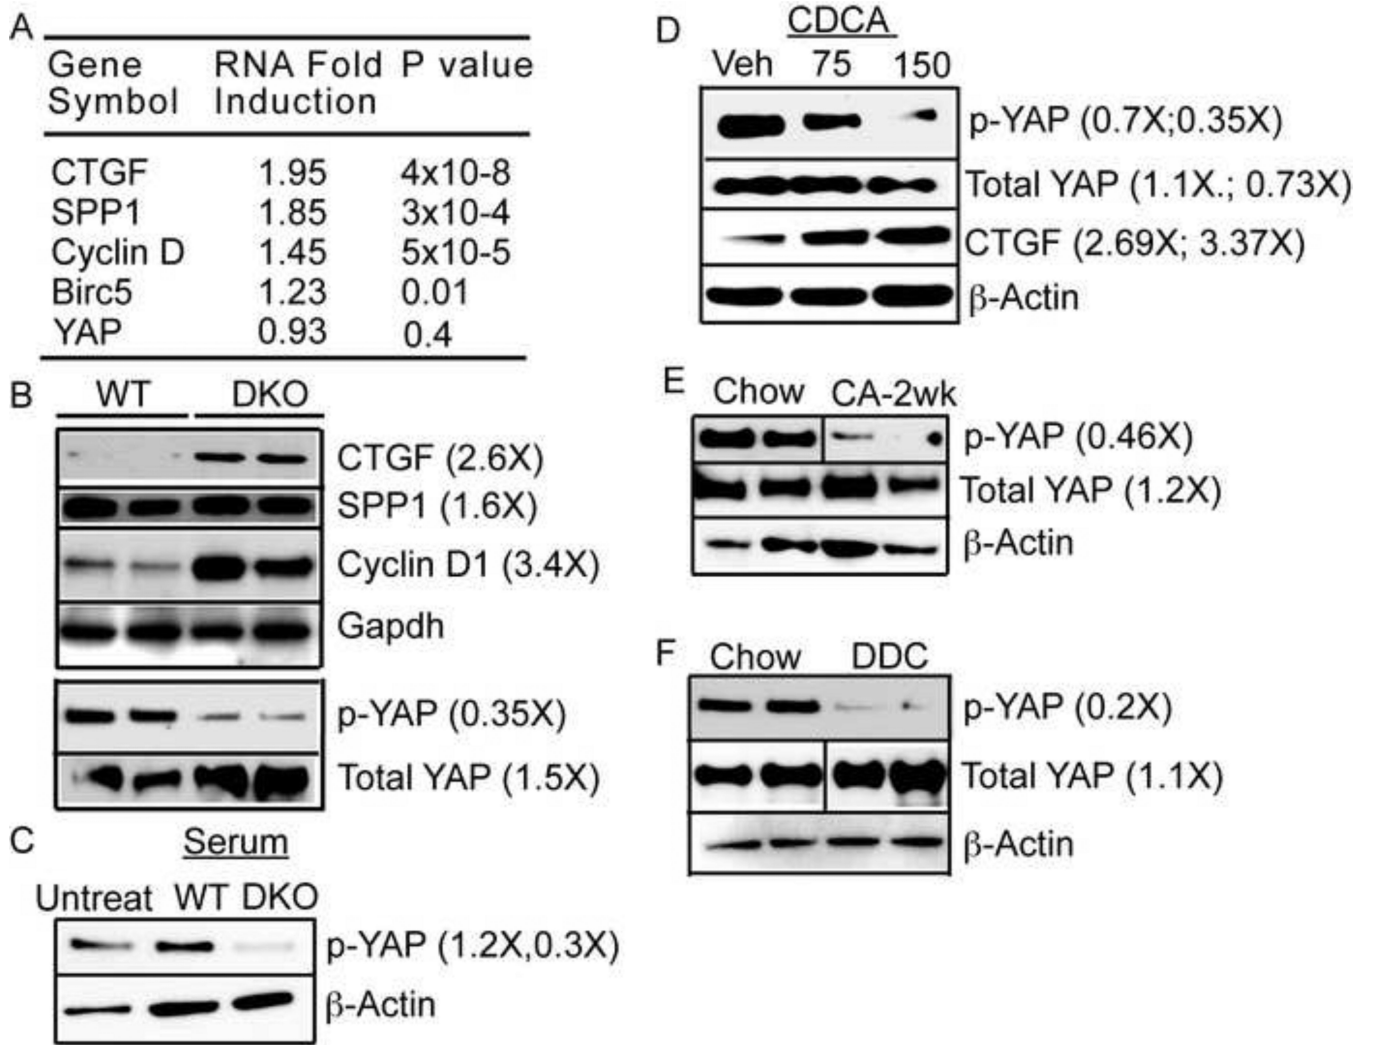 A
Gene RNA Fold P value
Symbol Induction
CTGF 1.95 4x10-8
SPP1 1.85 3x10-4
Cyclin D 1.45 5x10-5
Birc5 1.23 0.01
YAP 0.93 0.4
B
WT DKO
CTGF (2.6X)
SPP1 (1.6X)
Cyclin D1 (3.4X)
Gapdh
p-YAP (0.35X)
Total YAP (1.5X)
C
Serum
Untreat WT DKO
p-YAP (1.2X,0.3X)
β-Actin
D
CDCA
Veh 75 150
p-YAP (0.7X;0.35X)
Total YAP (1.1X.; 0.73X)
CTGF (2.69X; 3.37X)
β-Actin
E
Chow CA-2wk
p-YAP (0.46X)
Total YAP (1.2X)
β-Actin
F
Chow DDC
p-YAP (0.2X)
Total YAP (1.1X)
β-Actin